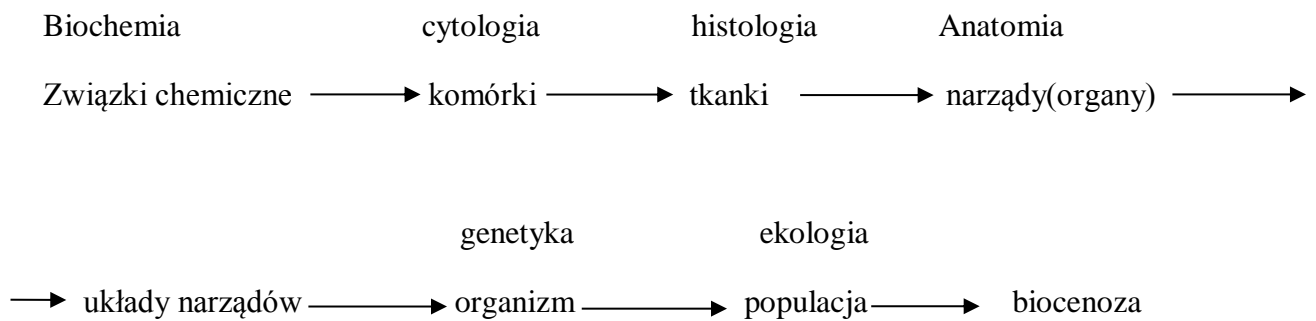 Biochemia cytologia histologia Anatomia
Związki chemiczne komórki tkanki narządy(organy)
genetyka ekologia
układy narządów organizm populacja biocenoza